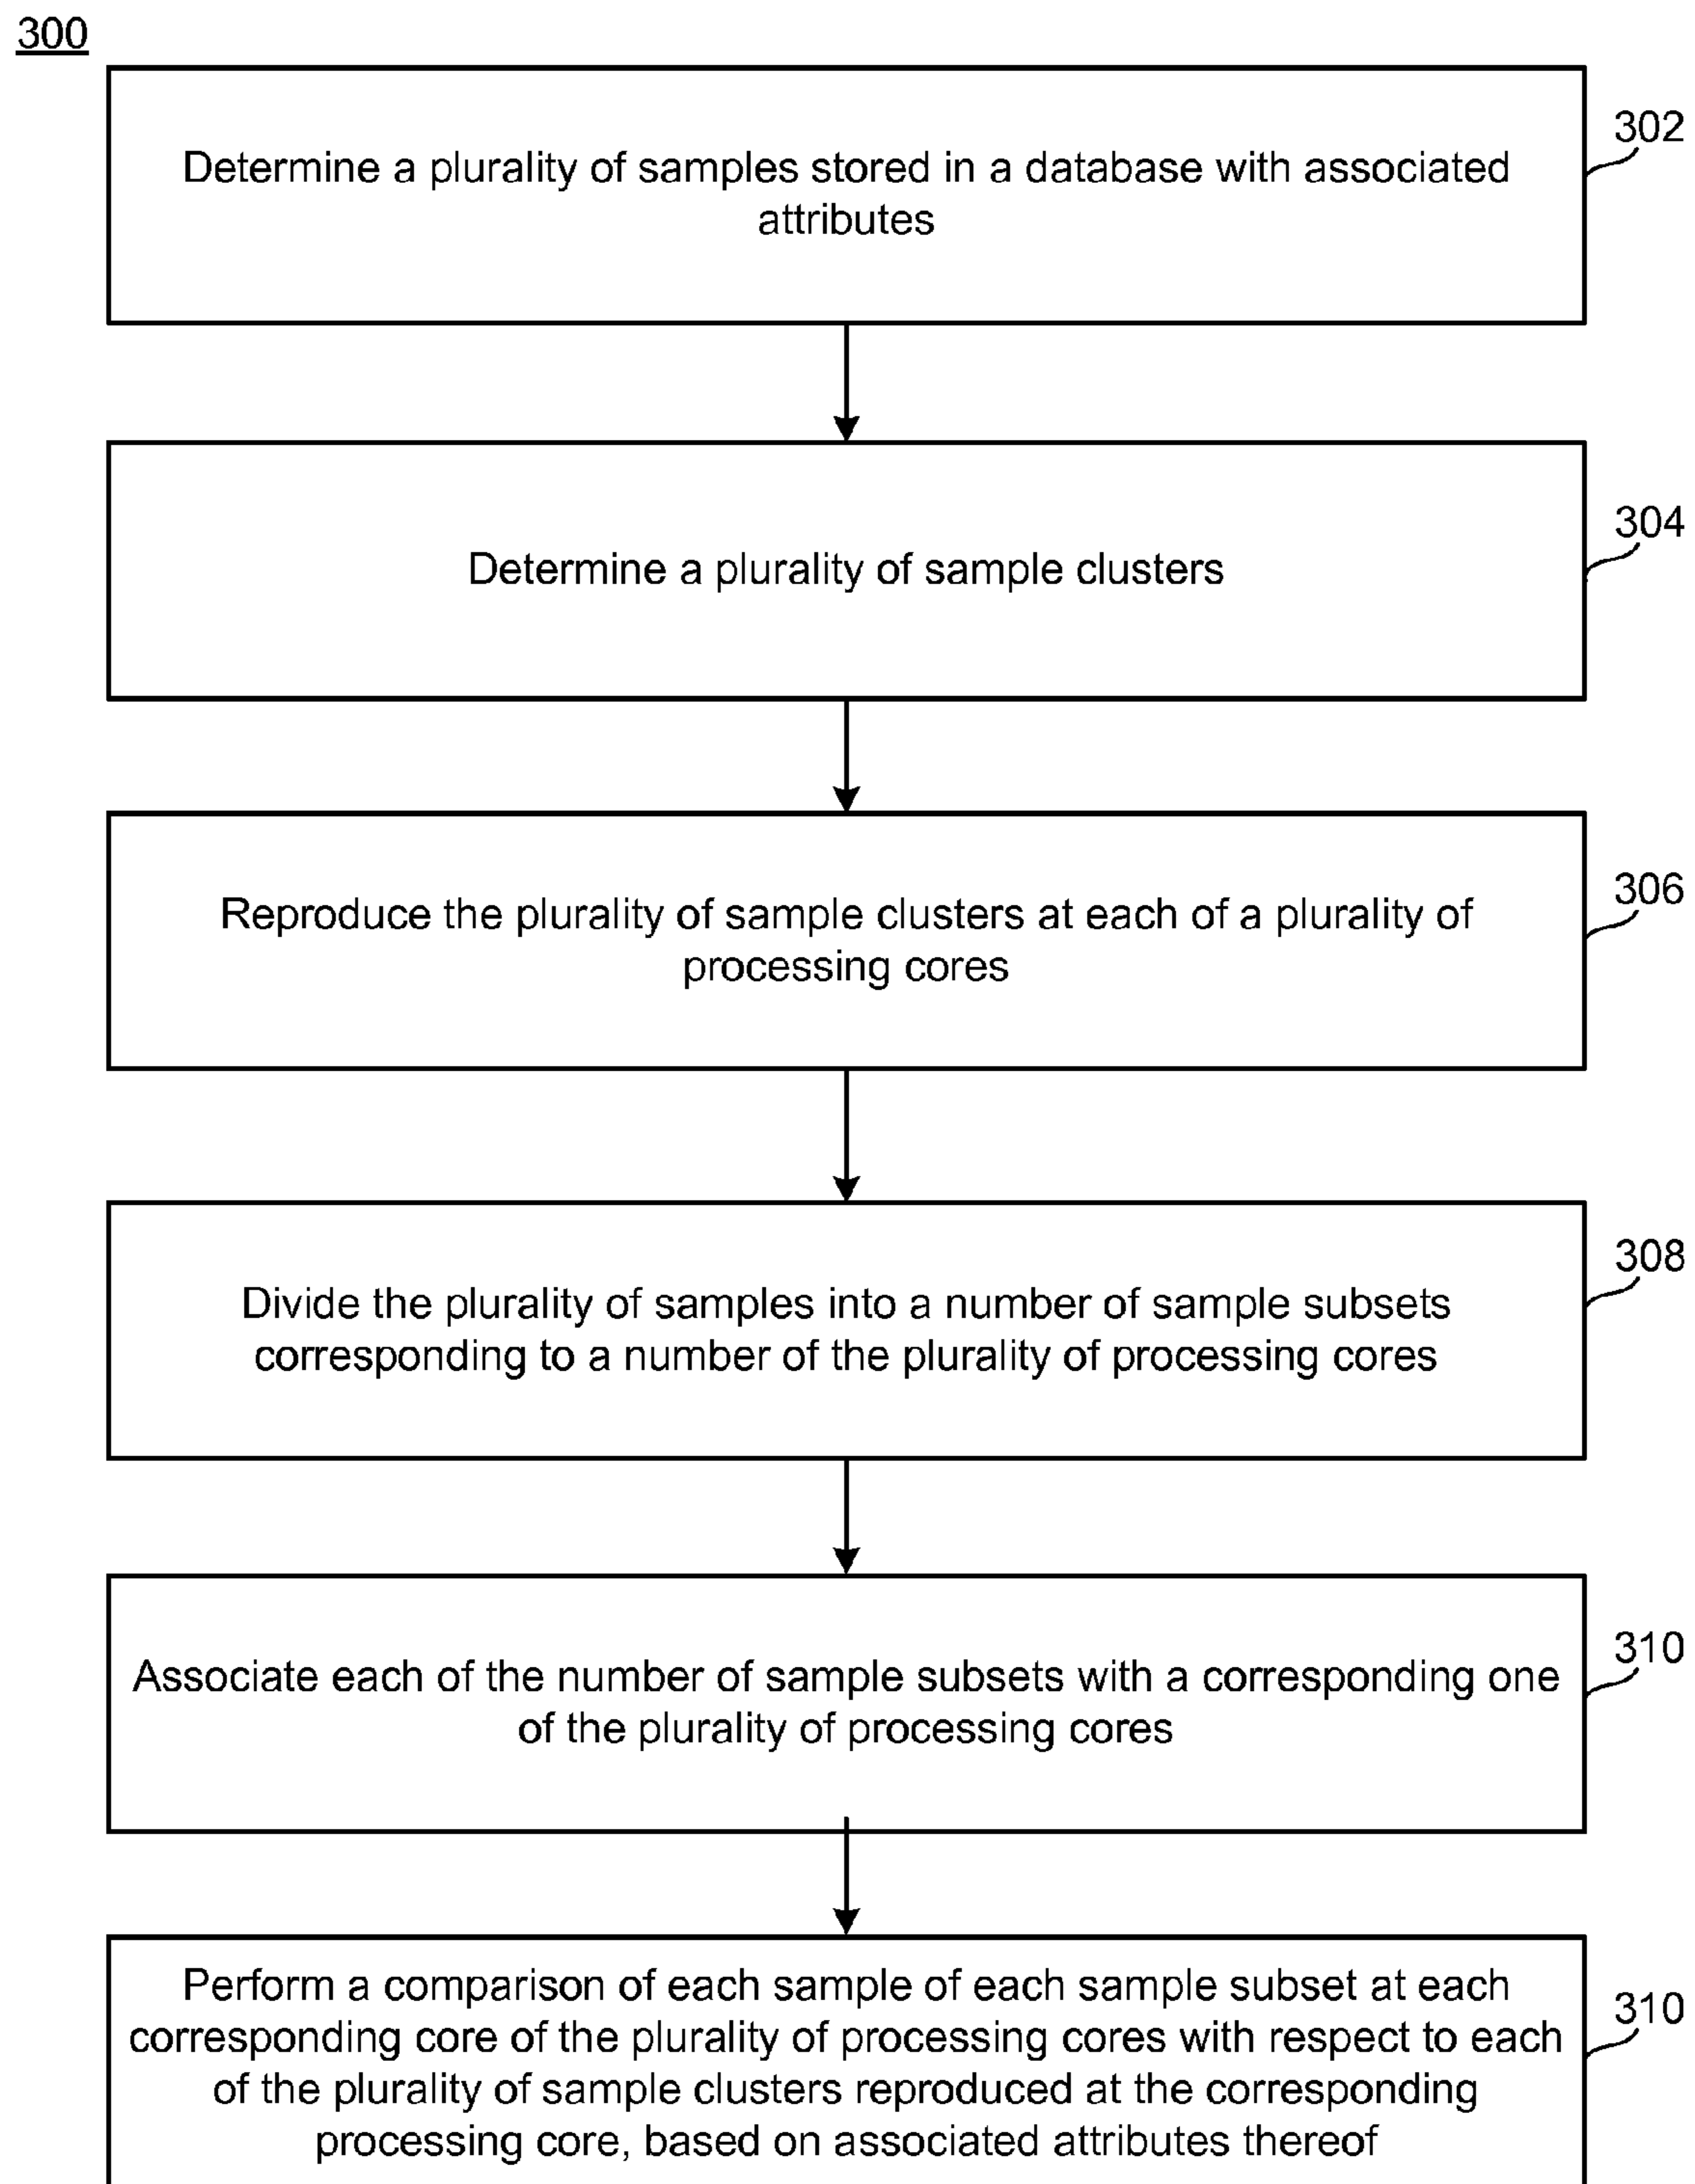 300
302
Determine a plurality of samples stored in a database with associated
attributes
304
Determine a plurality of sample clusters
306
Reproduce the plurality of sample clusters at each of a plurality of
processing cores
308
Divide the plurality of samples into a number of sample subsets
corresponding to a number of the plurality of processing cores
310
Associate each of the number of sample subsets with a corresponding one
of the plurality of processing cores
310
Perform a comparison of each sample of each sample subset at each
corresponding core of the plurality of processing cores with respect to each
of the plurality of sample clusters reproduced at the corresponding
processing core, based on associated attributes thereof